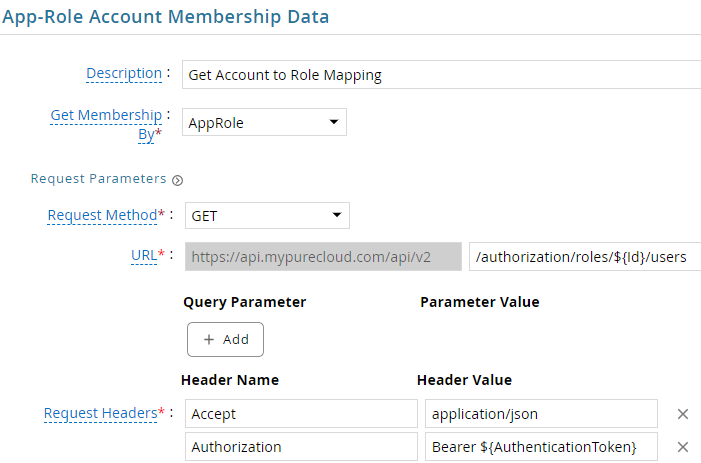 App-Role Account Membership Data
Description : Get Account to Role Mapping
Get Membership : AppRole
By*
Request Parameters
Request Method* : GET
URL* : https://api.mypurecloud.com/api/v2 /authorization/roles/${Id}/users
Query Parameter Parameter Value
+ Add
Header Name Header Value
Request Headers* : Accept application/json
Authorization Bearer ${AuthenticationToken}